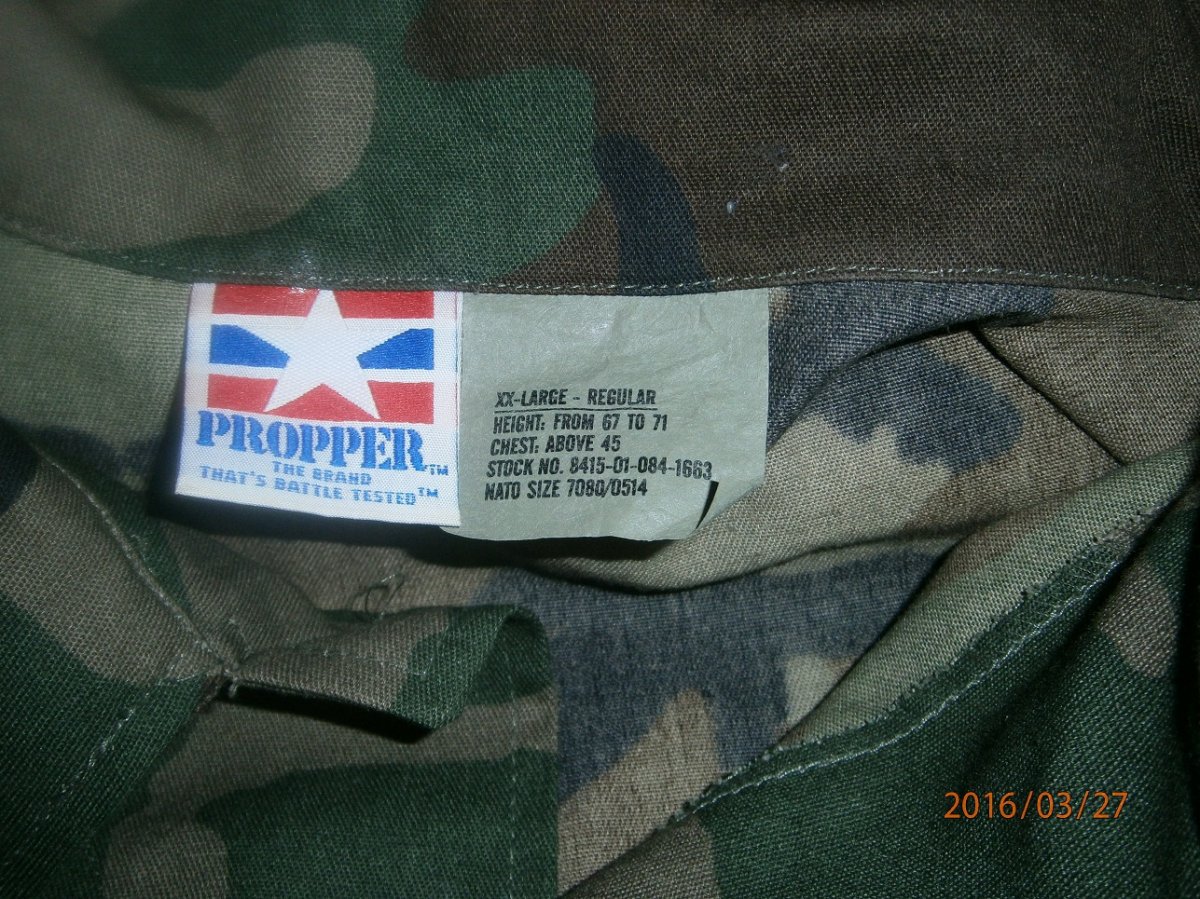 PROPPER™
THE BRAND
THAT'S BATTLE TESTED™
XX-LARGE - REGULAR
HEIGHT: FROM 67 TO 71
CHEST: ABOVE 45
STOCK NO. 8415-01-084-1663
NATO SIZE 7080/0514
2016/03/27